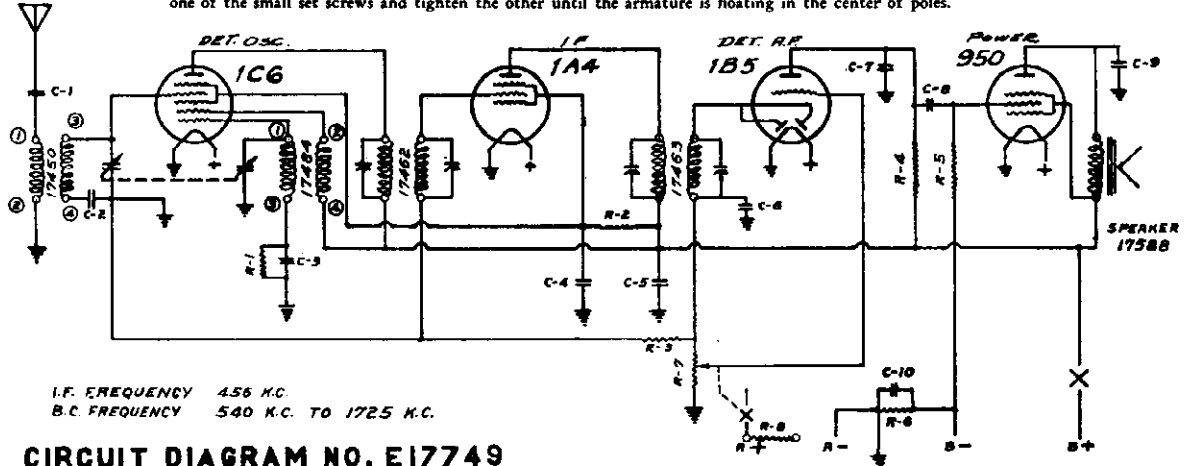 one of the small set screws and tighten the other until the armature is floating in the center of poles.
DET. OSC.
1C6
I F
1A4
DET. A.F.
1B5
POWER
950
C-1
C-7
C-8
C-9
①
③
17450
②
④
C-2
①
②
17484
③
④
17462
17463
R-4
R-5
C-6
R-2
R-1
C-3
C-4
C-5
SPEAKER
17588
R-3
R-7
C-10
R-6
R-8
A+
A-
B-
B+
+
+
+
+
I.F. FREQUENCY 456 K.C.
B.C. FREQUENCY 540 K.C. TO 1725 K.C.
CIRCUIT DIAGRAM NO. E17749